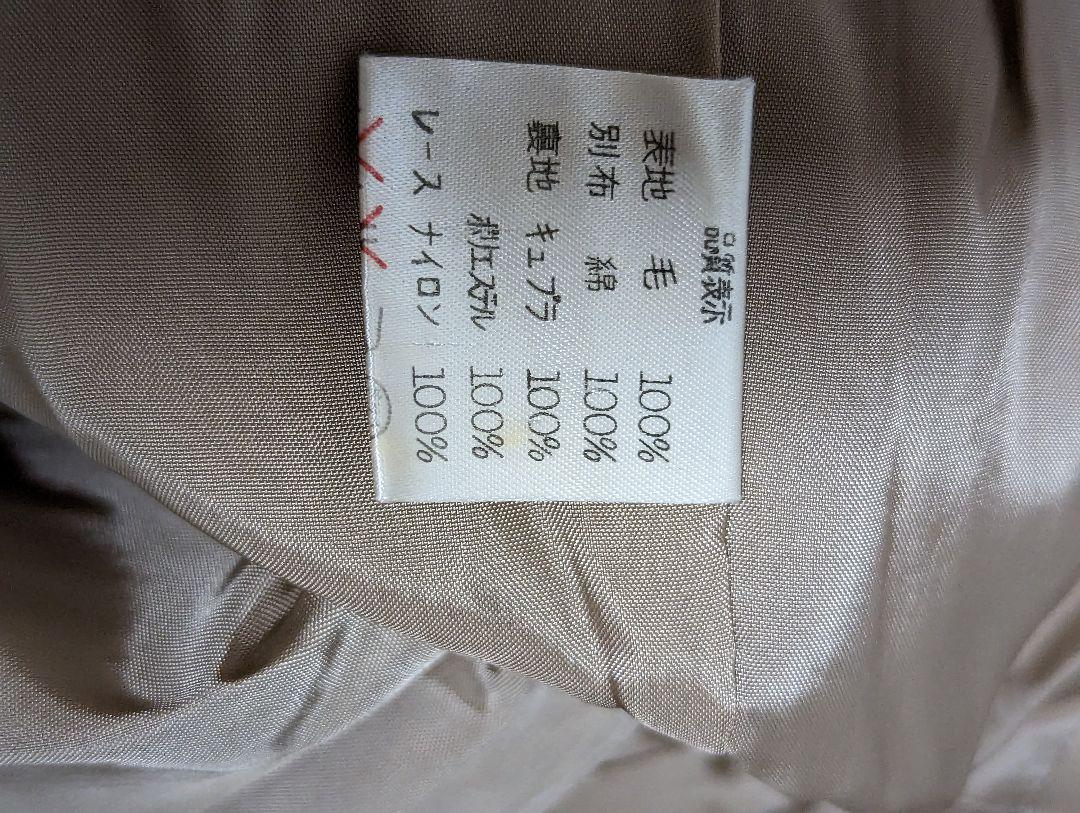 品質表示
表地 毛 100%
別布 綿 100%
裏地 キュプラ 100%
ポリエステル 100%
レース ナイロン 100%